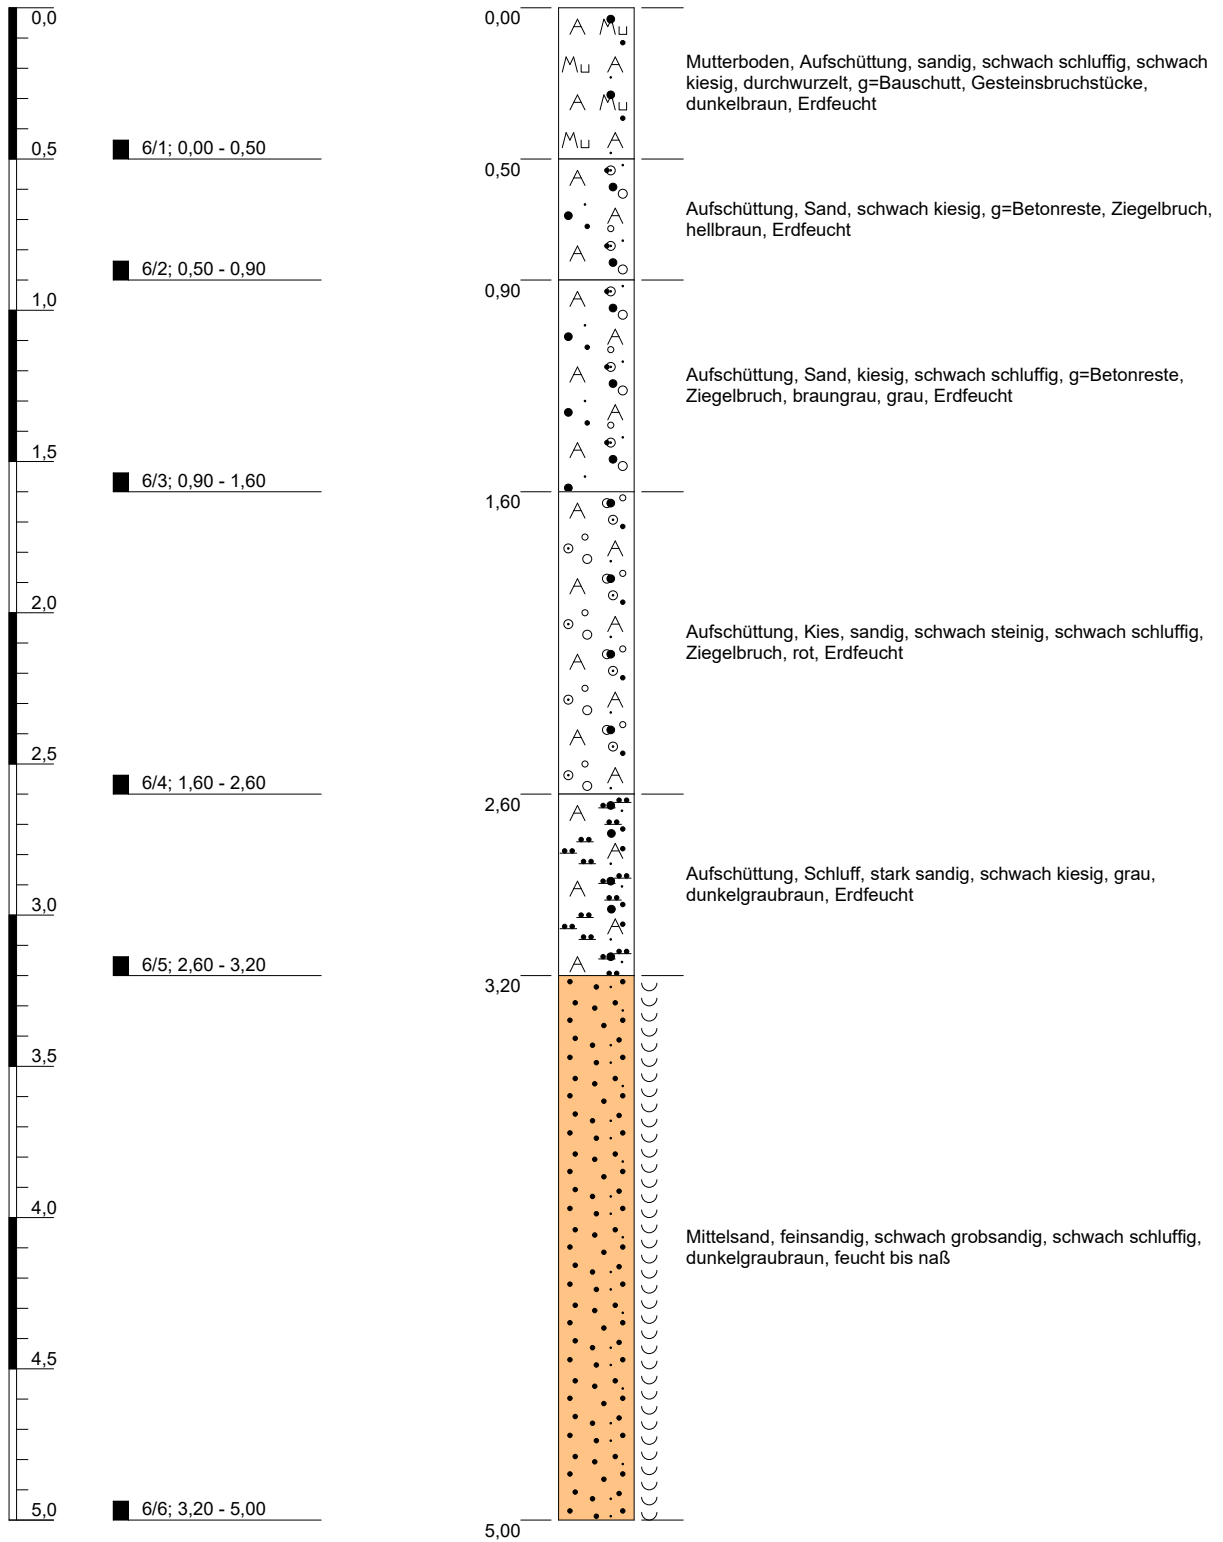 0,0
0,00
A Mu
Mutterboden, Aufschüttung, sandig, schwach schluffig, schwach
kiesig, durchwurzelt, g=Bauschutt, Gesteinsbruchstücke,
dunkelbraun, Erdfeucht
Mu A
A Mu
Mu A
0,5
6/1; 0,00 - 0,50
0,50
A
Aufschüttung, Sand, schwach kiesig, g=Betonreste, Ziegelbruch,
hellbraun, Erdfeucht
A
A
6/2; 0,50 - 0,90
0,90
1,0
A
A
Aufschüttung, Sand, kiesig, schwach schluffig, g=Betonreste,
Ziegelbruch, braungrau, grau, Erdfeucht
A
A
A
1,5
6/3; 0,90 - 1,60
1,60
A
A
A
2,0
A
Aufschüttung, Kies, sandig, schwach steinig, schwach schluffig,
Ziegelbruch, rot, Erdfeucht
A
A
A
2,5
A
6/4; 1,60 - 2,60
2,60
A
A
Aufschüttung, Schluff, stark sandig, schwach kiesig, grau,
dunkelgraubraun, Erdfeucht
A
3,0
A
A
6/5; 2,60 - 3,20
3,20
3,5
4,0
Mittelsand, feinsandig, schwach grobsandig, schwach schluffig,
dunkelgraubraun, feucht bis naß
4,5
5,0
6/6; 3,20 - 5,00
5,00